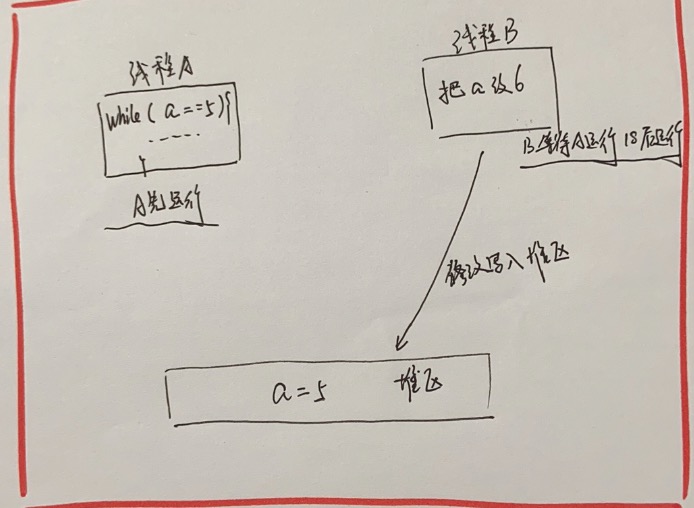 线程A
while(a==5){
……
A先运行
线程B
把a改6
B等待A运行1s后运行
修改写入堆区
a=5 堆区